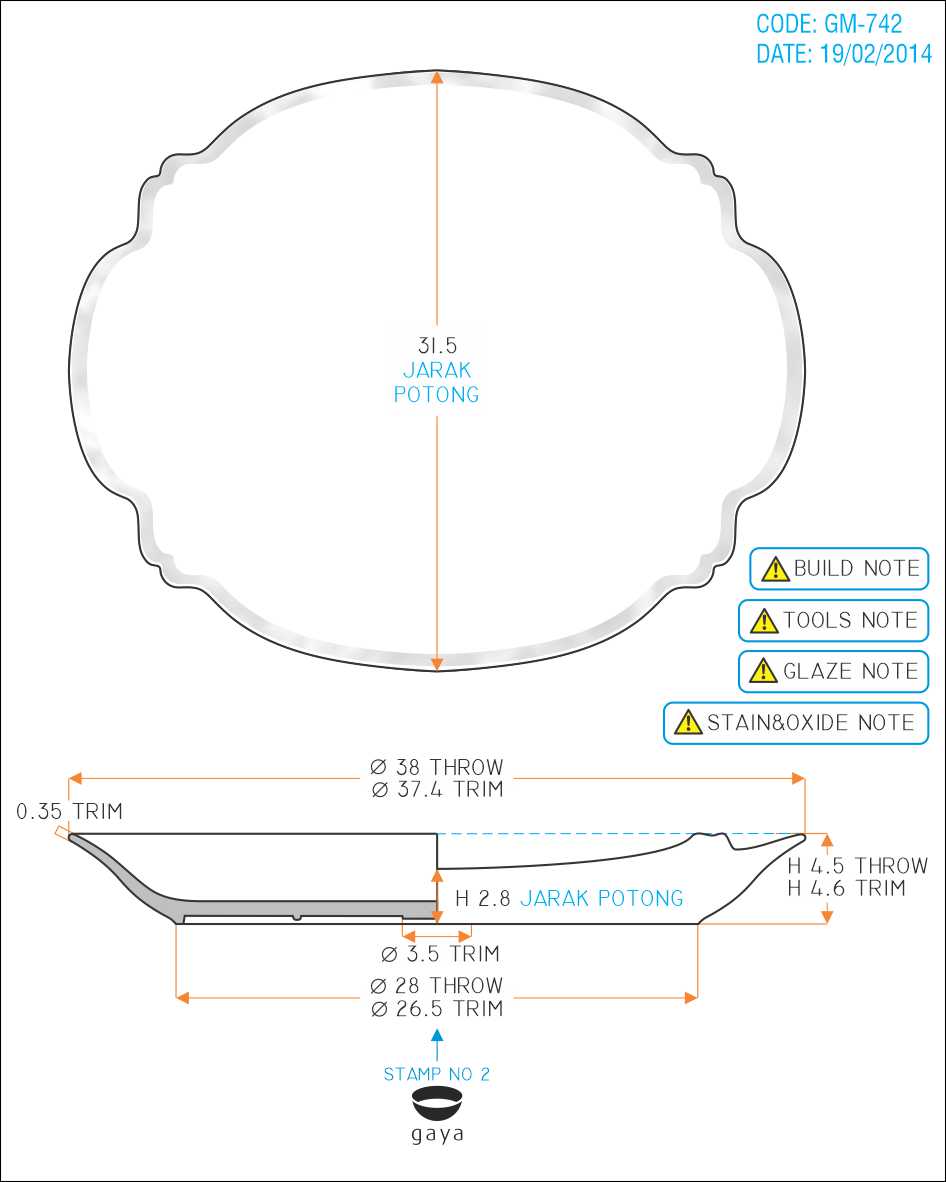 CODE: GM-742
DATE: 19/02/2014
31.5
JARAK
POTONG
BUILD NOTE
TOOLS NOTE
GLAZE NOTE
STAIN&OXIDE NOTE
Ø 38 THROW
Ø 37.4 TRIM
0.35 TRIM
H 4.5 THROW
H 4.6 TRIM
H 2.8 JARAK POTONG
Ø 3.5 TRIM
Ø 28 THROW
Ø 26.5 TRIM
STAMP NO 2
gaya